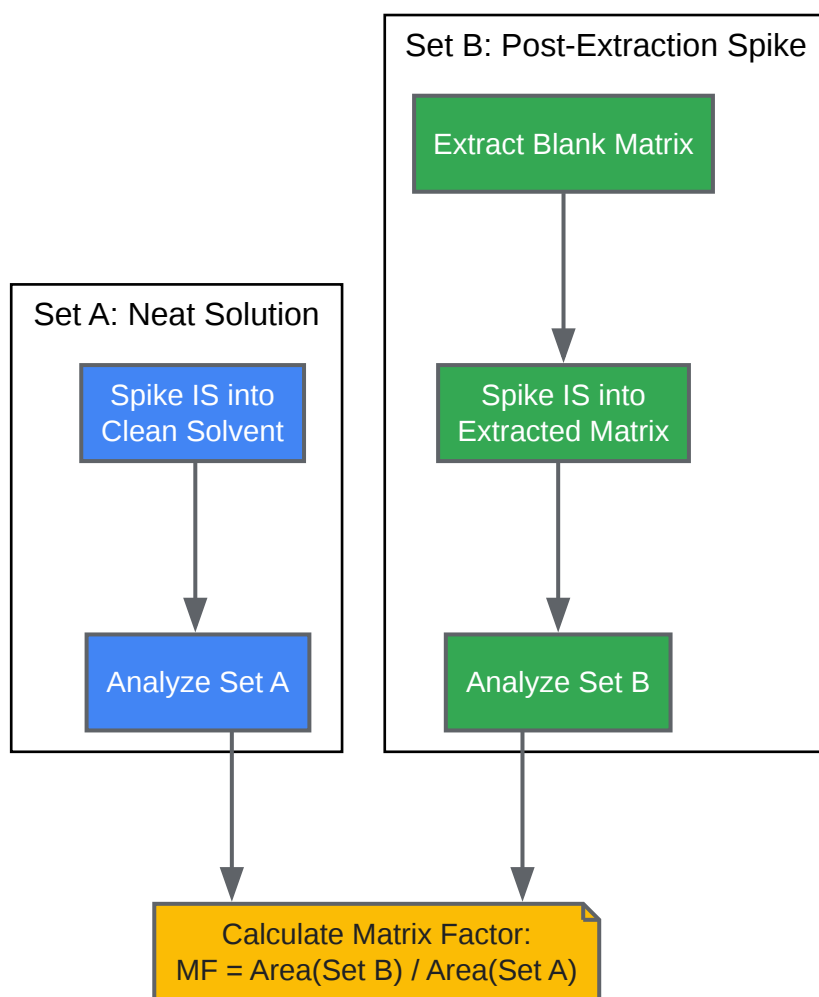 Set B: Post-Extraction Spike
Extract Blank Matrix
Set A: Neat Solution
Spike IS into
Clean Solvent
Spike IS into
Extracted Matrix
Analyze Set A
Analyze Set B
Calculate Matrix Factor:
MF = Area(Set B) / Area(Set A)